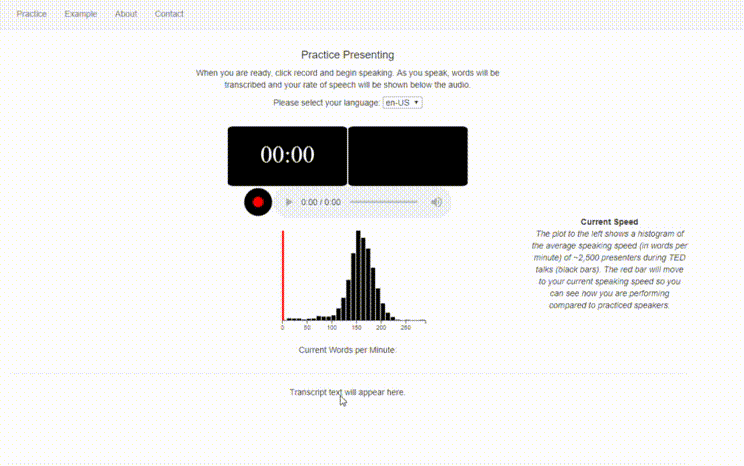 Practice Example About Contact
Practice Presenting
When you are ready, click record and begin speaking. As you speak, words will be
transcribed and your rate of speech will be shown below the audio.
Please select your language: en-US
00:00
0:00 / 0:00
Current Speed
The plot to the left shows a histogram of
the average speaking speed (in words per
minute) of ~2,500 presenters during TED
talks (black bars). The red bar will move
to your current speaking speed so you
can see how you are performing
compared to practiced speakers.
0 50 100 150 200 250
Current Words per Minute:
Transcript text will appear here.